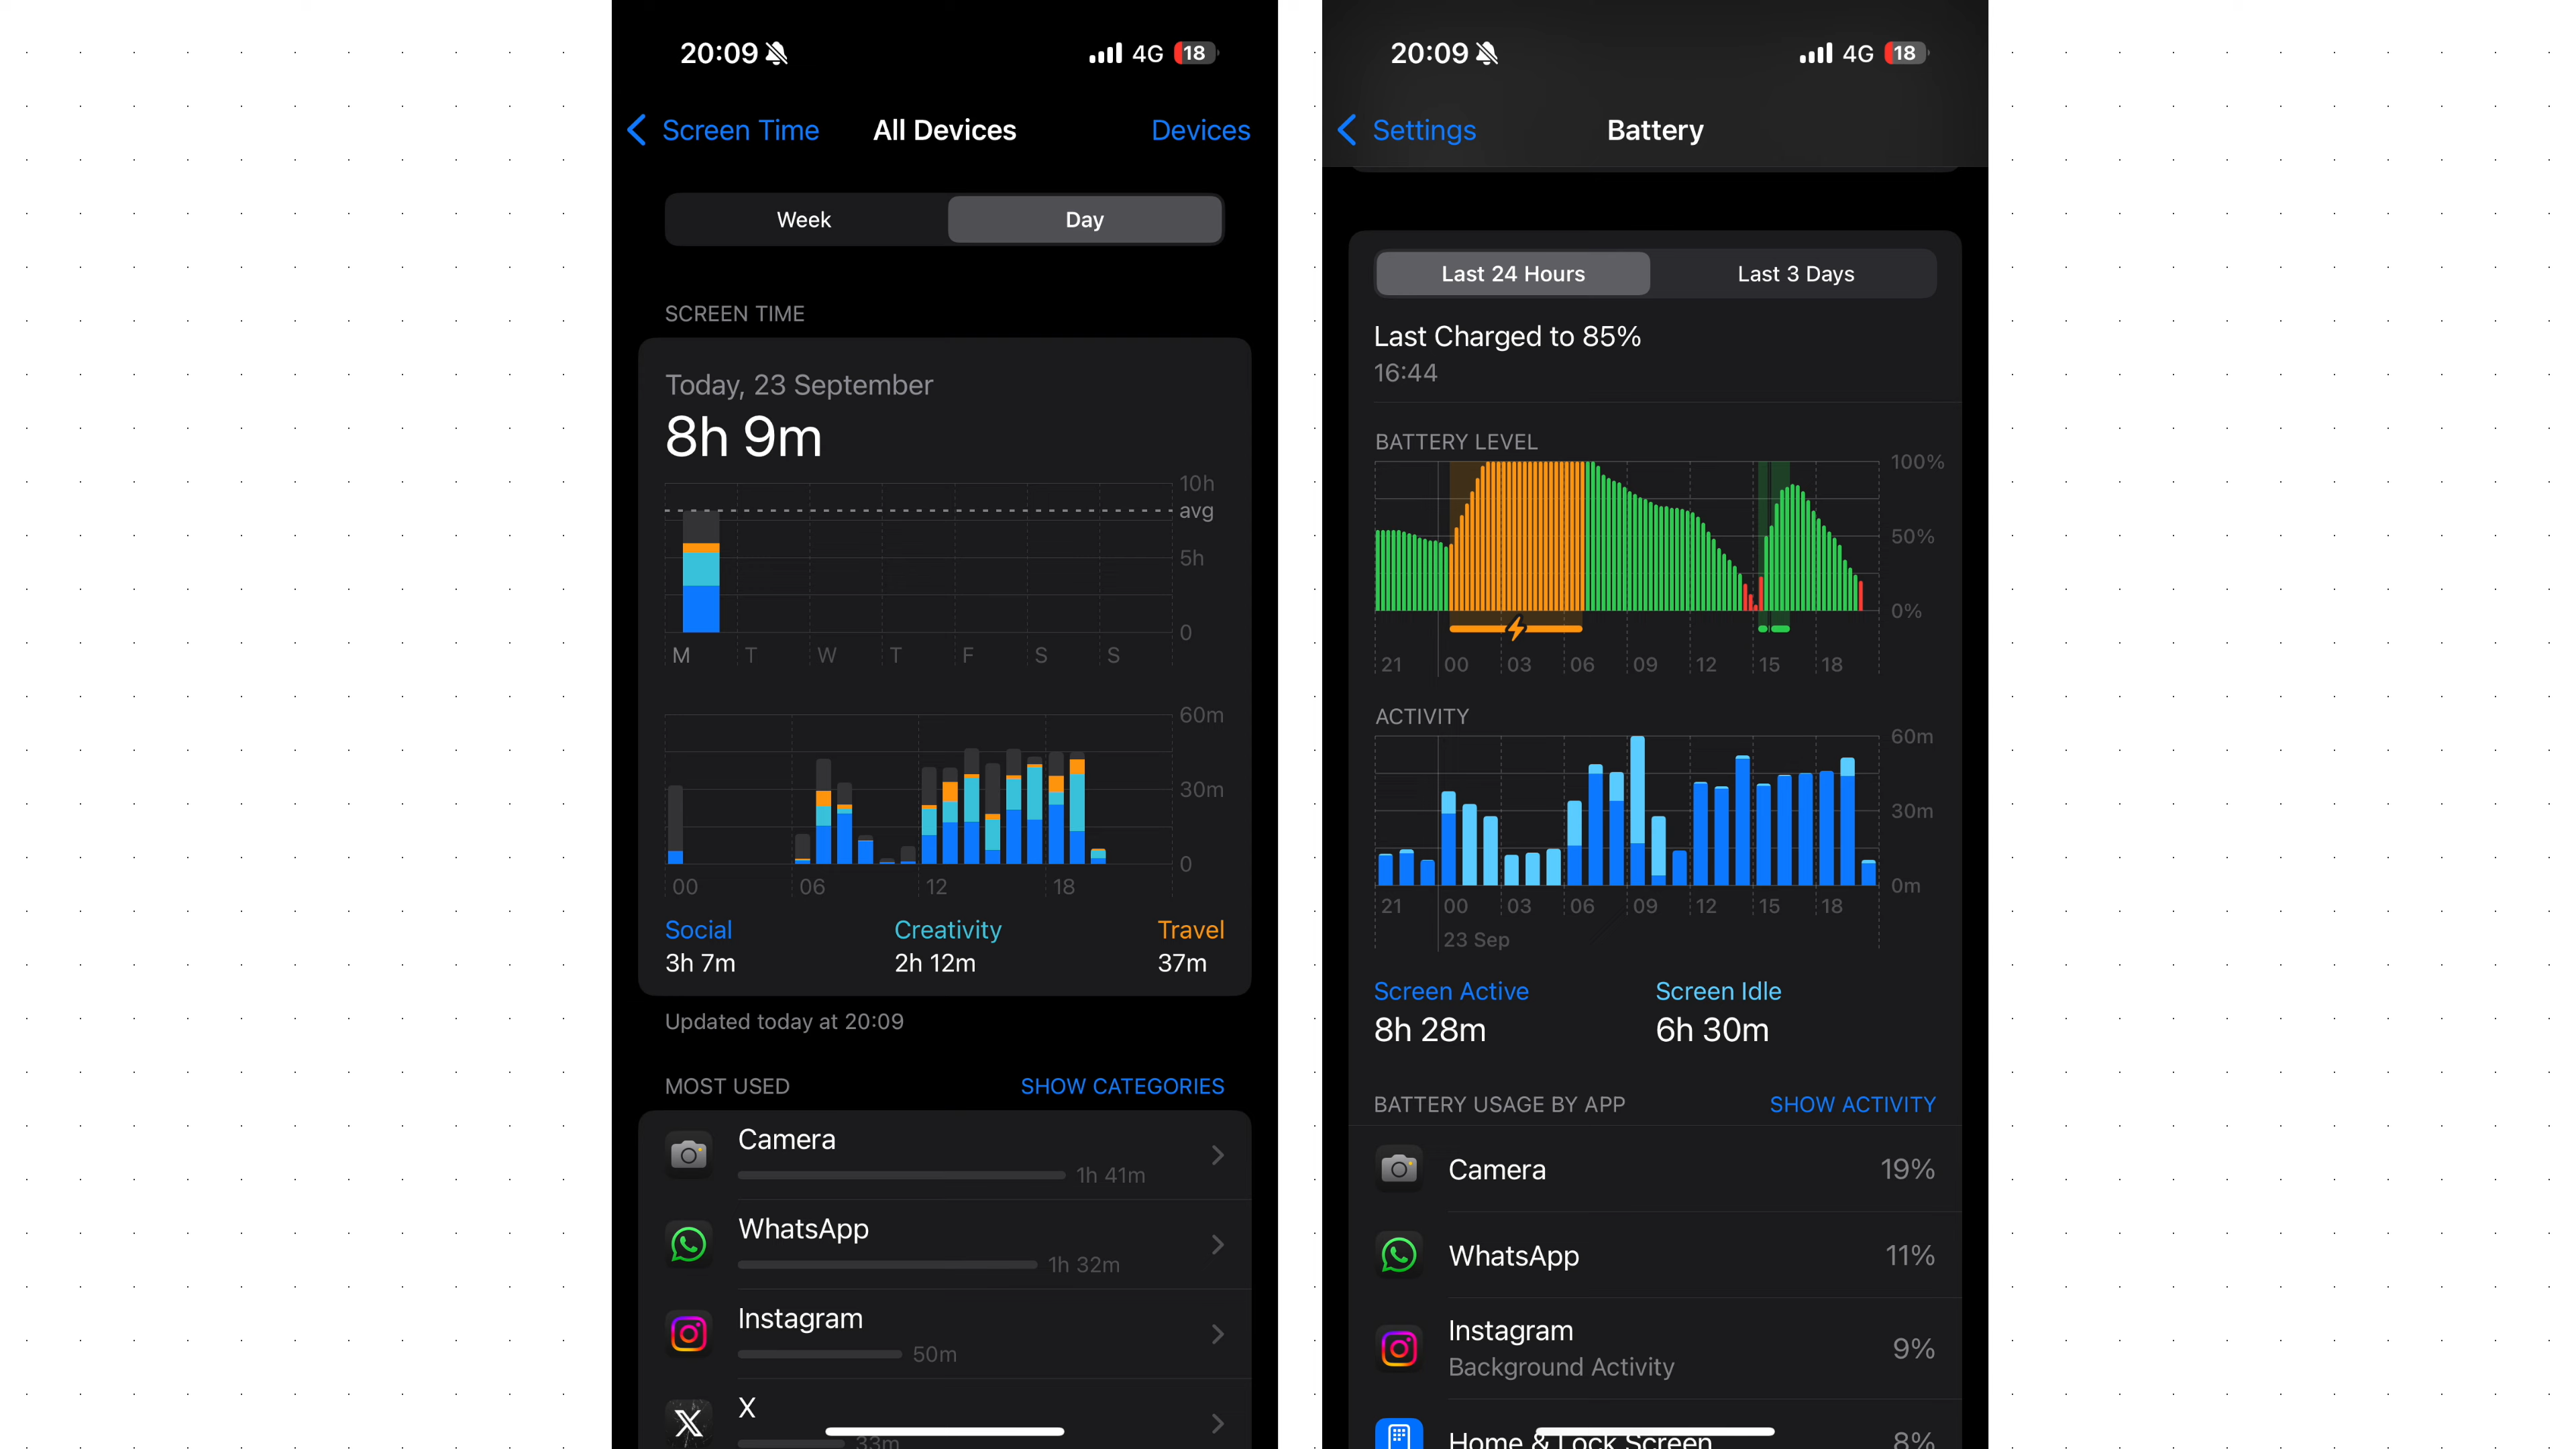 20:09
4G 18
Screen Time
All Devices
Devices
Week
Day
SCREEN TIME
Today, 23 September
8h 9m
10h
avg
5h
0
M T W T F S S
60m
30m
0
00 06 12 18
Social
3h 7m
Creativity
2h 12m
Travel
37m
Updated today at 20:09
MOST USED
SHOW CATEGORIES
Camera
1h 41m
WhatsApp
1h 32m
Instagram
50m
X
33m
20:09
4G 18
Settings
Battery
Last 24 Hours
Last 3 Days
Last Charged to 85%
16:44
BATTERY LEVEL
100%
50%
0%
21 00 03 06 09 12 15 18
ACTIVITY
60m
30m
0m
21 00 03 06 09 12 15 18
23 Sep
Screen Active
8h 28m
Screen Idle
6h 30m
BATTERY USAGE BY APP
SHOW ACTIVITY
Camera
19%
WhatsApp
11%
Instagram
Background Activity
9%
Home & Lock Screen
8%